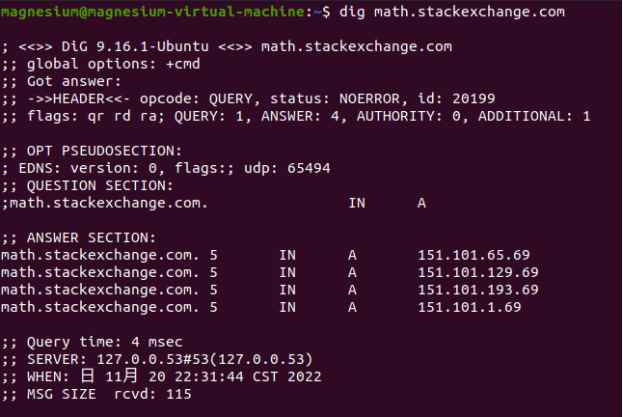 magnesium@magnesium-virtual-machine:~$ dig math.stackexchange.com
; <<>> DiG 9.16.1-Ubuntu <<>> math.stackexchange.com
;; global options: +cmd
;; Got answer:
;; ->>HEADER<<- opcode: QUERY, status: NOERROR, id: 20199
;; flags: qr rd ra; QUERY: 1, ANSWER: 4, AUTHORITY: 0, ADDITIONAL: 1
;; OPT PSEUDOSECTION:
; EDNS: version: 0, flags:; udp: 65494
;; QUESTION SECTION:
;math.stackexchange.com. IN A
;; ANSWER SECTION:
math.stackexchange.com. 5 IN A 151.101.65.69
math.stackexchange.com. 5 IN A 151.101.129.69
math.stackexchange.com. 5 IN A 151.101.193.69
math.stackexchange.com. 5 IN A 151.101.1.69
;; Query time: 4 msec
;; SERVER: 127.0.0.53#53(127.0.0.53)
;; WHEN: 日 11月 20 22:31:44 CST 2022
;; MSG SIZE rcvd: 115